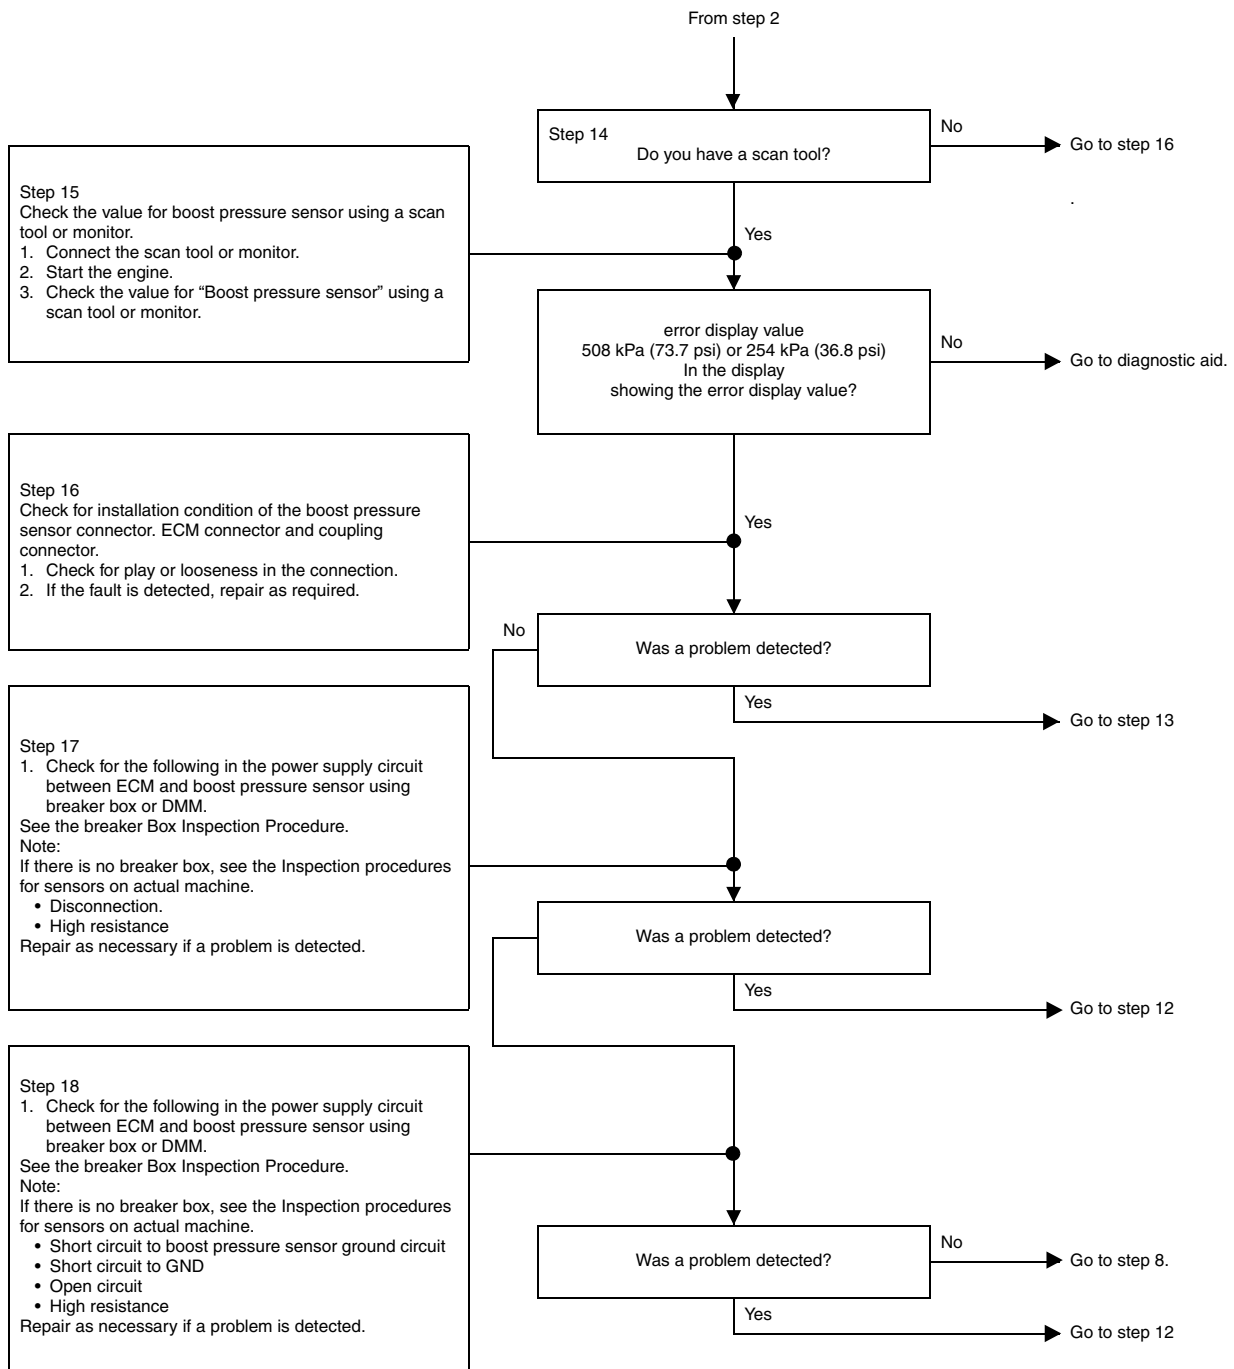 From step 2
Step 14
Do you have a scan tool?
No
Go to step 16
.
Step 15
Check the value for boost pressure sensor using a scan
tool or monitor.
1. Connect the scan tool or monitor.
2. Start the engine.
3. Check the value for “Boost pressure sensor” using a
scan tool or monitor.
Yes
error display value
508 kPa (73.7 psi) or 254 kPa (36.8 psi)
In the display
showing the error display value?
No
Go to diagnostic aid.
Step 16
Check for installation condition of the boost pressure
sensor connector. ECM connector and coupling
connector.
1. Check for play or looseness in the connection.
2. If the fault is detected, repair as required.
Yes
No
Was a problem detected?
Yes
Go to step 13
Step 17
1. Check for the following in the power supply circuit
between ECM and boost pressure sensor using
breaker box or DMM.
See the breaker Box Inspection Procedure.
Note:
If there is no breaker box, see the Inspection procedures
for sensors on actual machine.
• Disconnection.
• High resistance
Repair as necessary if a problem is detected.
Was a problem detected?
Yes
Go to step 12
Step 18
1. Check for the following in the power supply circuit
between ECM and boost pressure sensor using
breaker box or DMM.
See the breaker Box Inspection Procedure.
Note:
If there is no breaker box, see the Inspection procedures
for sensors on actual machine.
• Short circuit to boost pressure sensor ground circuit
• Short circuit to GND
• Open circuit
• High resistance
Repair as necessary if a problem is detected.
Was a problem detected?
No
Go to step 8.
Yes
Go to step 12